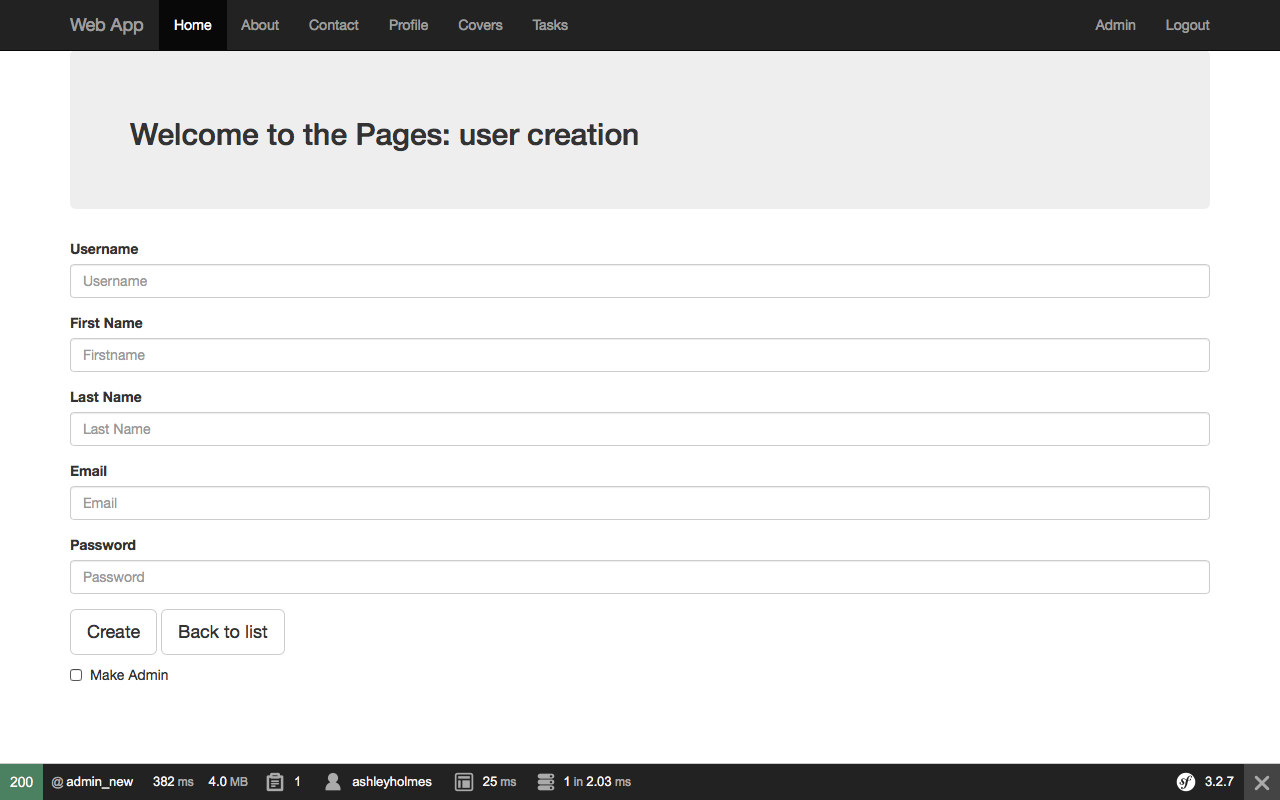 Web App Home About Contact Profile Covers Tasks Admin Logout
Welcome to the Pages: user creation
Username
Username
First Name
Firstname
Last Name
Last Name
Email
Email
Password
Password
Create Back to list
Make Admin
200 @ admin_new 382 ms 4.0 MB 1 ashleyholmes 25 ms 1 in 2.03 ms sf 3.2.7